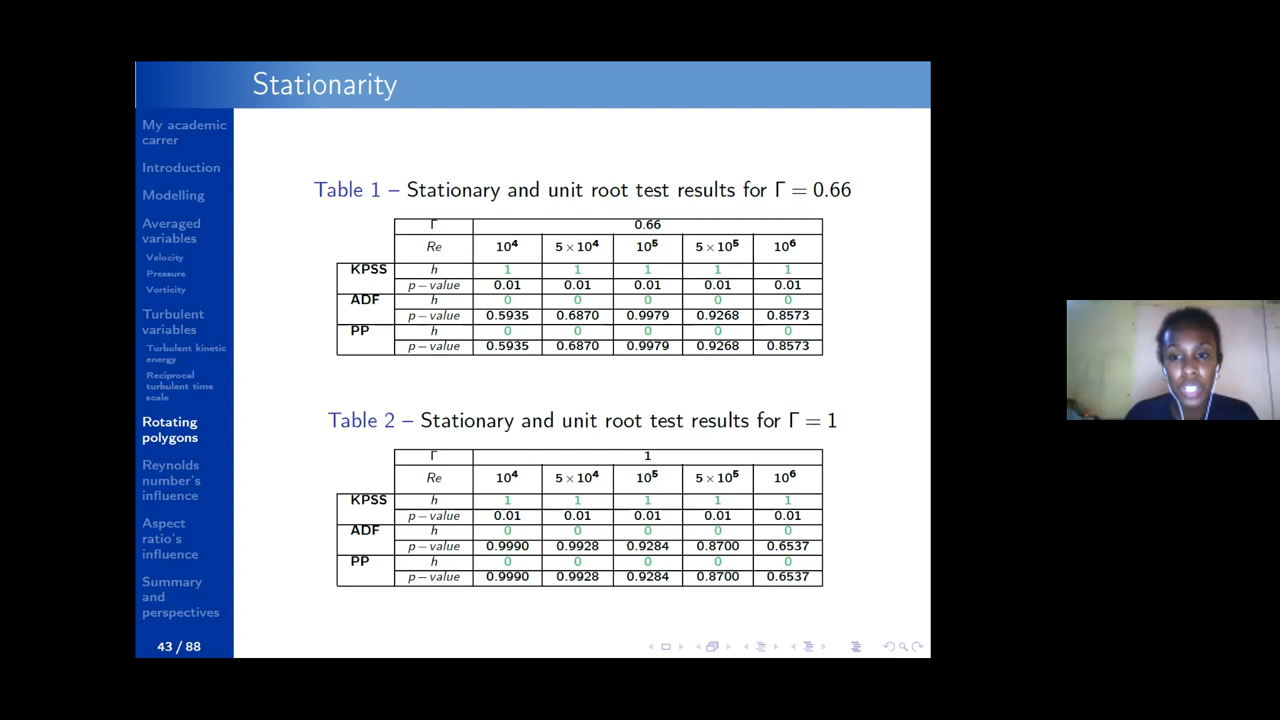 Stationarity
My academic
carrer
Introduction
Modelling
Averaged
variables
Velocity
Pressure
Vorticity
Turbulent
variables
Turbulent kinetic
energy
Reciprocal
turbulent time
scale
Rotating
polygons
Reynolds
number's
influence
Aspect
ratio's
influence
Summary
and
perspectives
43 / 88
Table 1 – Stationary and unit root test results for Γ = 0.66
Γ 0.66
Re 10⁴ 5 × 10⁴ 10⁵ 5 × 10⁵ 10⁶
KPSS h 1 1 1 1 1
p − value 0.01 0.01 0.01 0.01 0.01
ADF h 0 0 0 0 0
p − value 0.5935 0.6870 0.9979 0.9268 0.8573
PP h 0 0 0 0 0
p − value 0.5935 0.6870 0.9979 0.9268 0.8573
Table 2 – Stationary and unit root test results for Γ = 1
Γ 1
Re 10⁴ 5 × 10⁴ 10⁵ 5 × 10⁵ 10⁶
KPSS h 1 1 1 1 1
p − value 0.01 0.01 0.01 0.01 0.01
ADF h 0 0 0 0 0
p − value 0.9990 0.9928 0.9284 0.8700 0.6537
PP h 0 0 0 0 0
p − value 0.9990 0.9928 0.9284 0.8700 0.6537